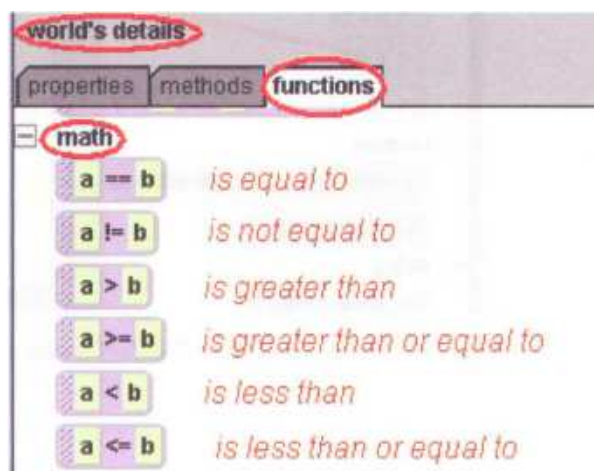 world's details
properties methods functions
math
a == b is equal to
a != b is not equal to
a > b is greater than
a >= b is greater than or equal to
a < b is less than
a <= b is less than or equal to